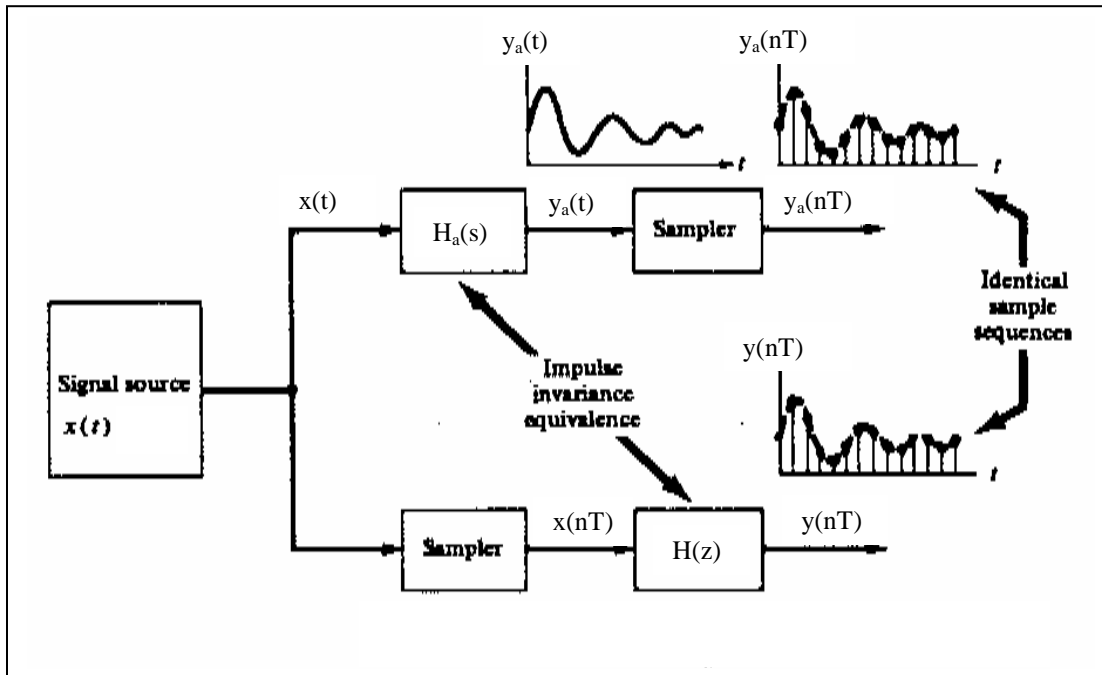 yₐ(t)
yₐ(nT)
t
t
x(t)
Hₐ(s)
yₐ(t)
Sampler
yₐ(nT)
Identical
sample
sequences
Signal source
x(t)
Impulse
invariance
equivalence
y(nT)
t
Sampler
x(nT)
H(z)
y(nT)